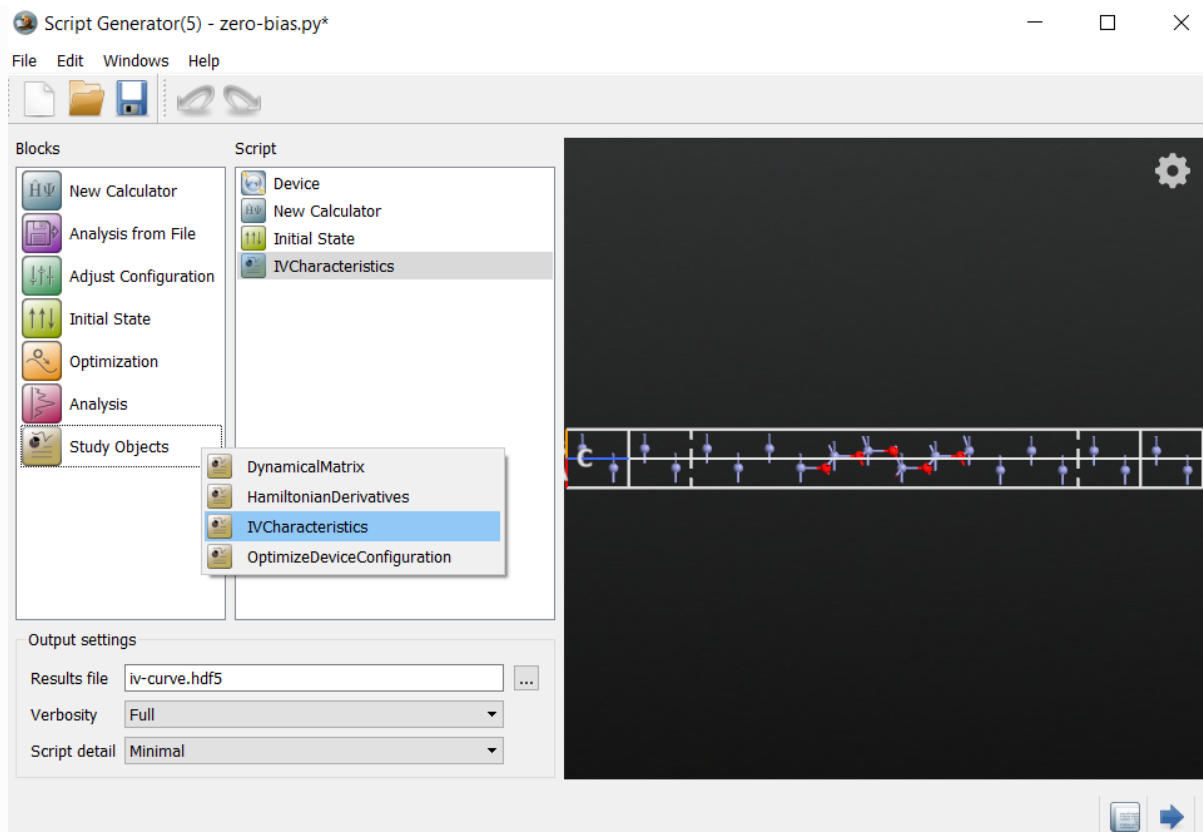 Script Generator(5) - zero-bias.py*
File Edit Windows Help
Blocks
Script
ĤΨ New Calculator
Analysis from File
Adjust Configuration
Initial State
Optimization
Analysis
Study Objects
Device
ĤΨ New Calculator
Initial State
IVCharacteristics
DynamicalMatrix
HamiltonianDerivatives
IVCharacteristics
OptimizeDeviceConfiguration
C
Output settings
Results file iv-curve.hdf5 ...
Verbosity Full
Script detail Minimal